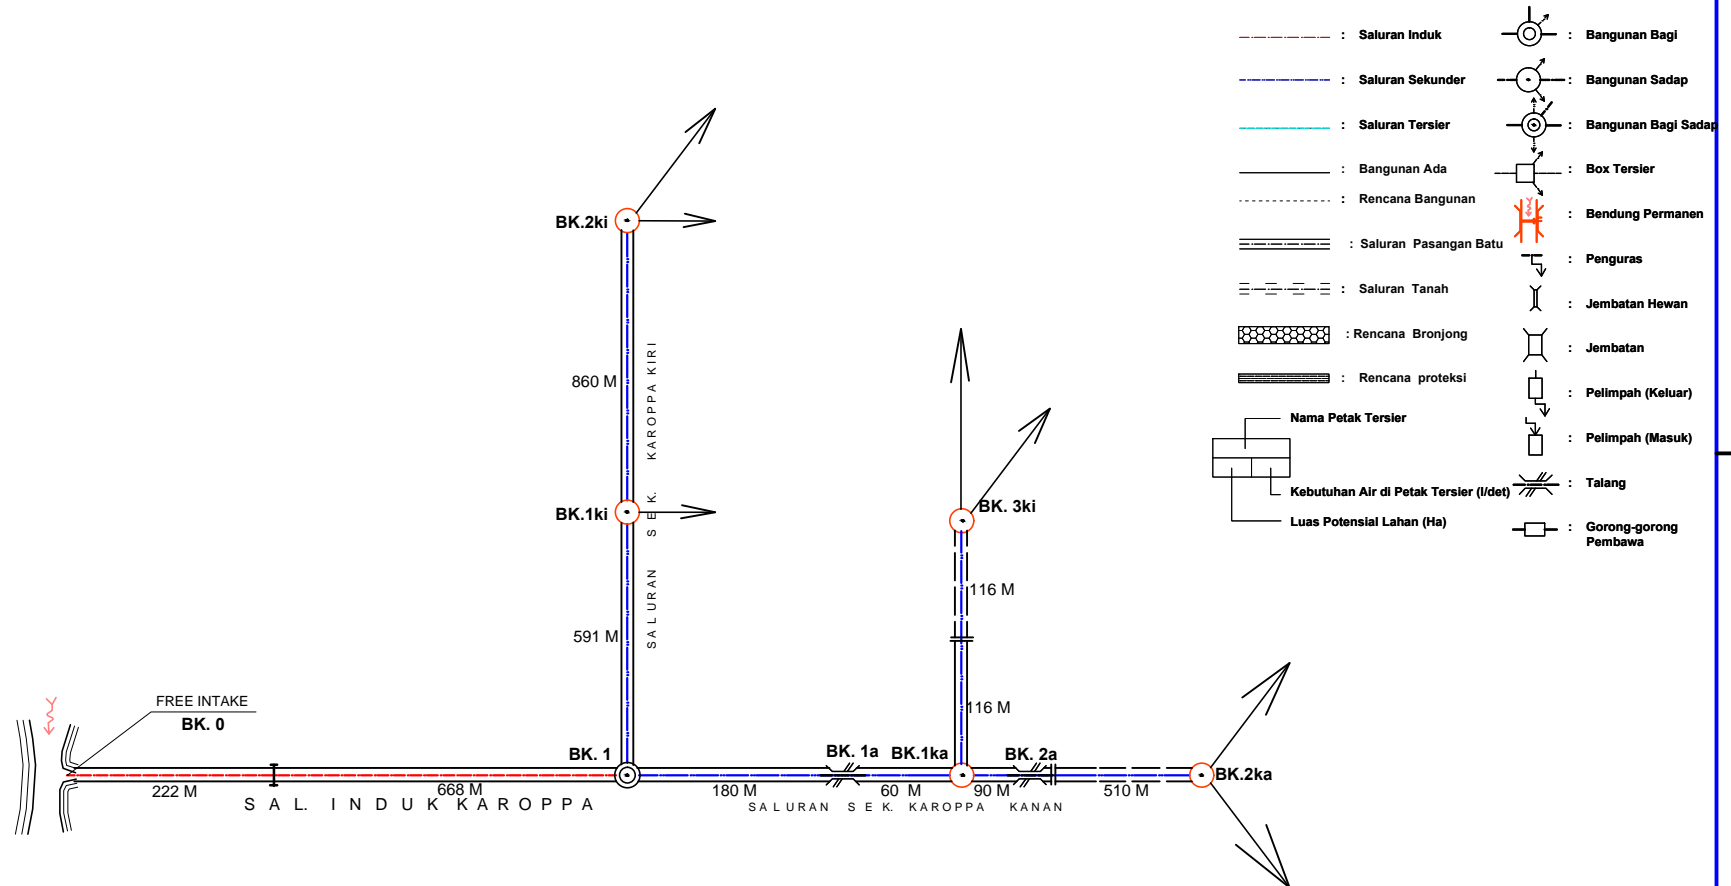 : Saluran Induk
: Bangunan Bagi
: Saluran Sekunder
: Bangunan Sadap
: Saluran Tersier
: Bangunan Bagi Sadap
: Bangunan Ada
: Box Tersier
: Rencana Bangunan
: Bendung Permanen
: Saluran Pasangan Batu
: Penguras
: Saluran Tanah
: Jembatan Hewan
: Rencana Bronjong
: Jembatan
: Rencana proteksi
: Pelimpah (Keluar)
Nama Petak Tersier
: Pelimpah (Masuk)
Kebutuhan Air di Petak Tersier (l/det)
: Talang
Luas Potensial Lahan (Ha)
: Gorong-gorong
Pembawa
BK.2ki
860 M
SALURAN SEK. KAROPPA KIRI
BK.1ki
591 M
BK. 3ki
116 M
116 M
FREE INTAKE
BK. 0
BK. 1
BK. 1a
BK.1ka
BK. 2a
BK.2ka
222 M
668 M
180 M
60 M
90 M
510 M
SAL. INDUK KAROPPA
SALURAN SEK. KAROPPA KANAN